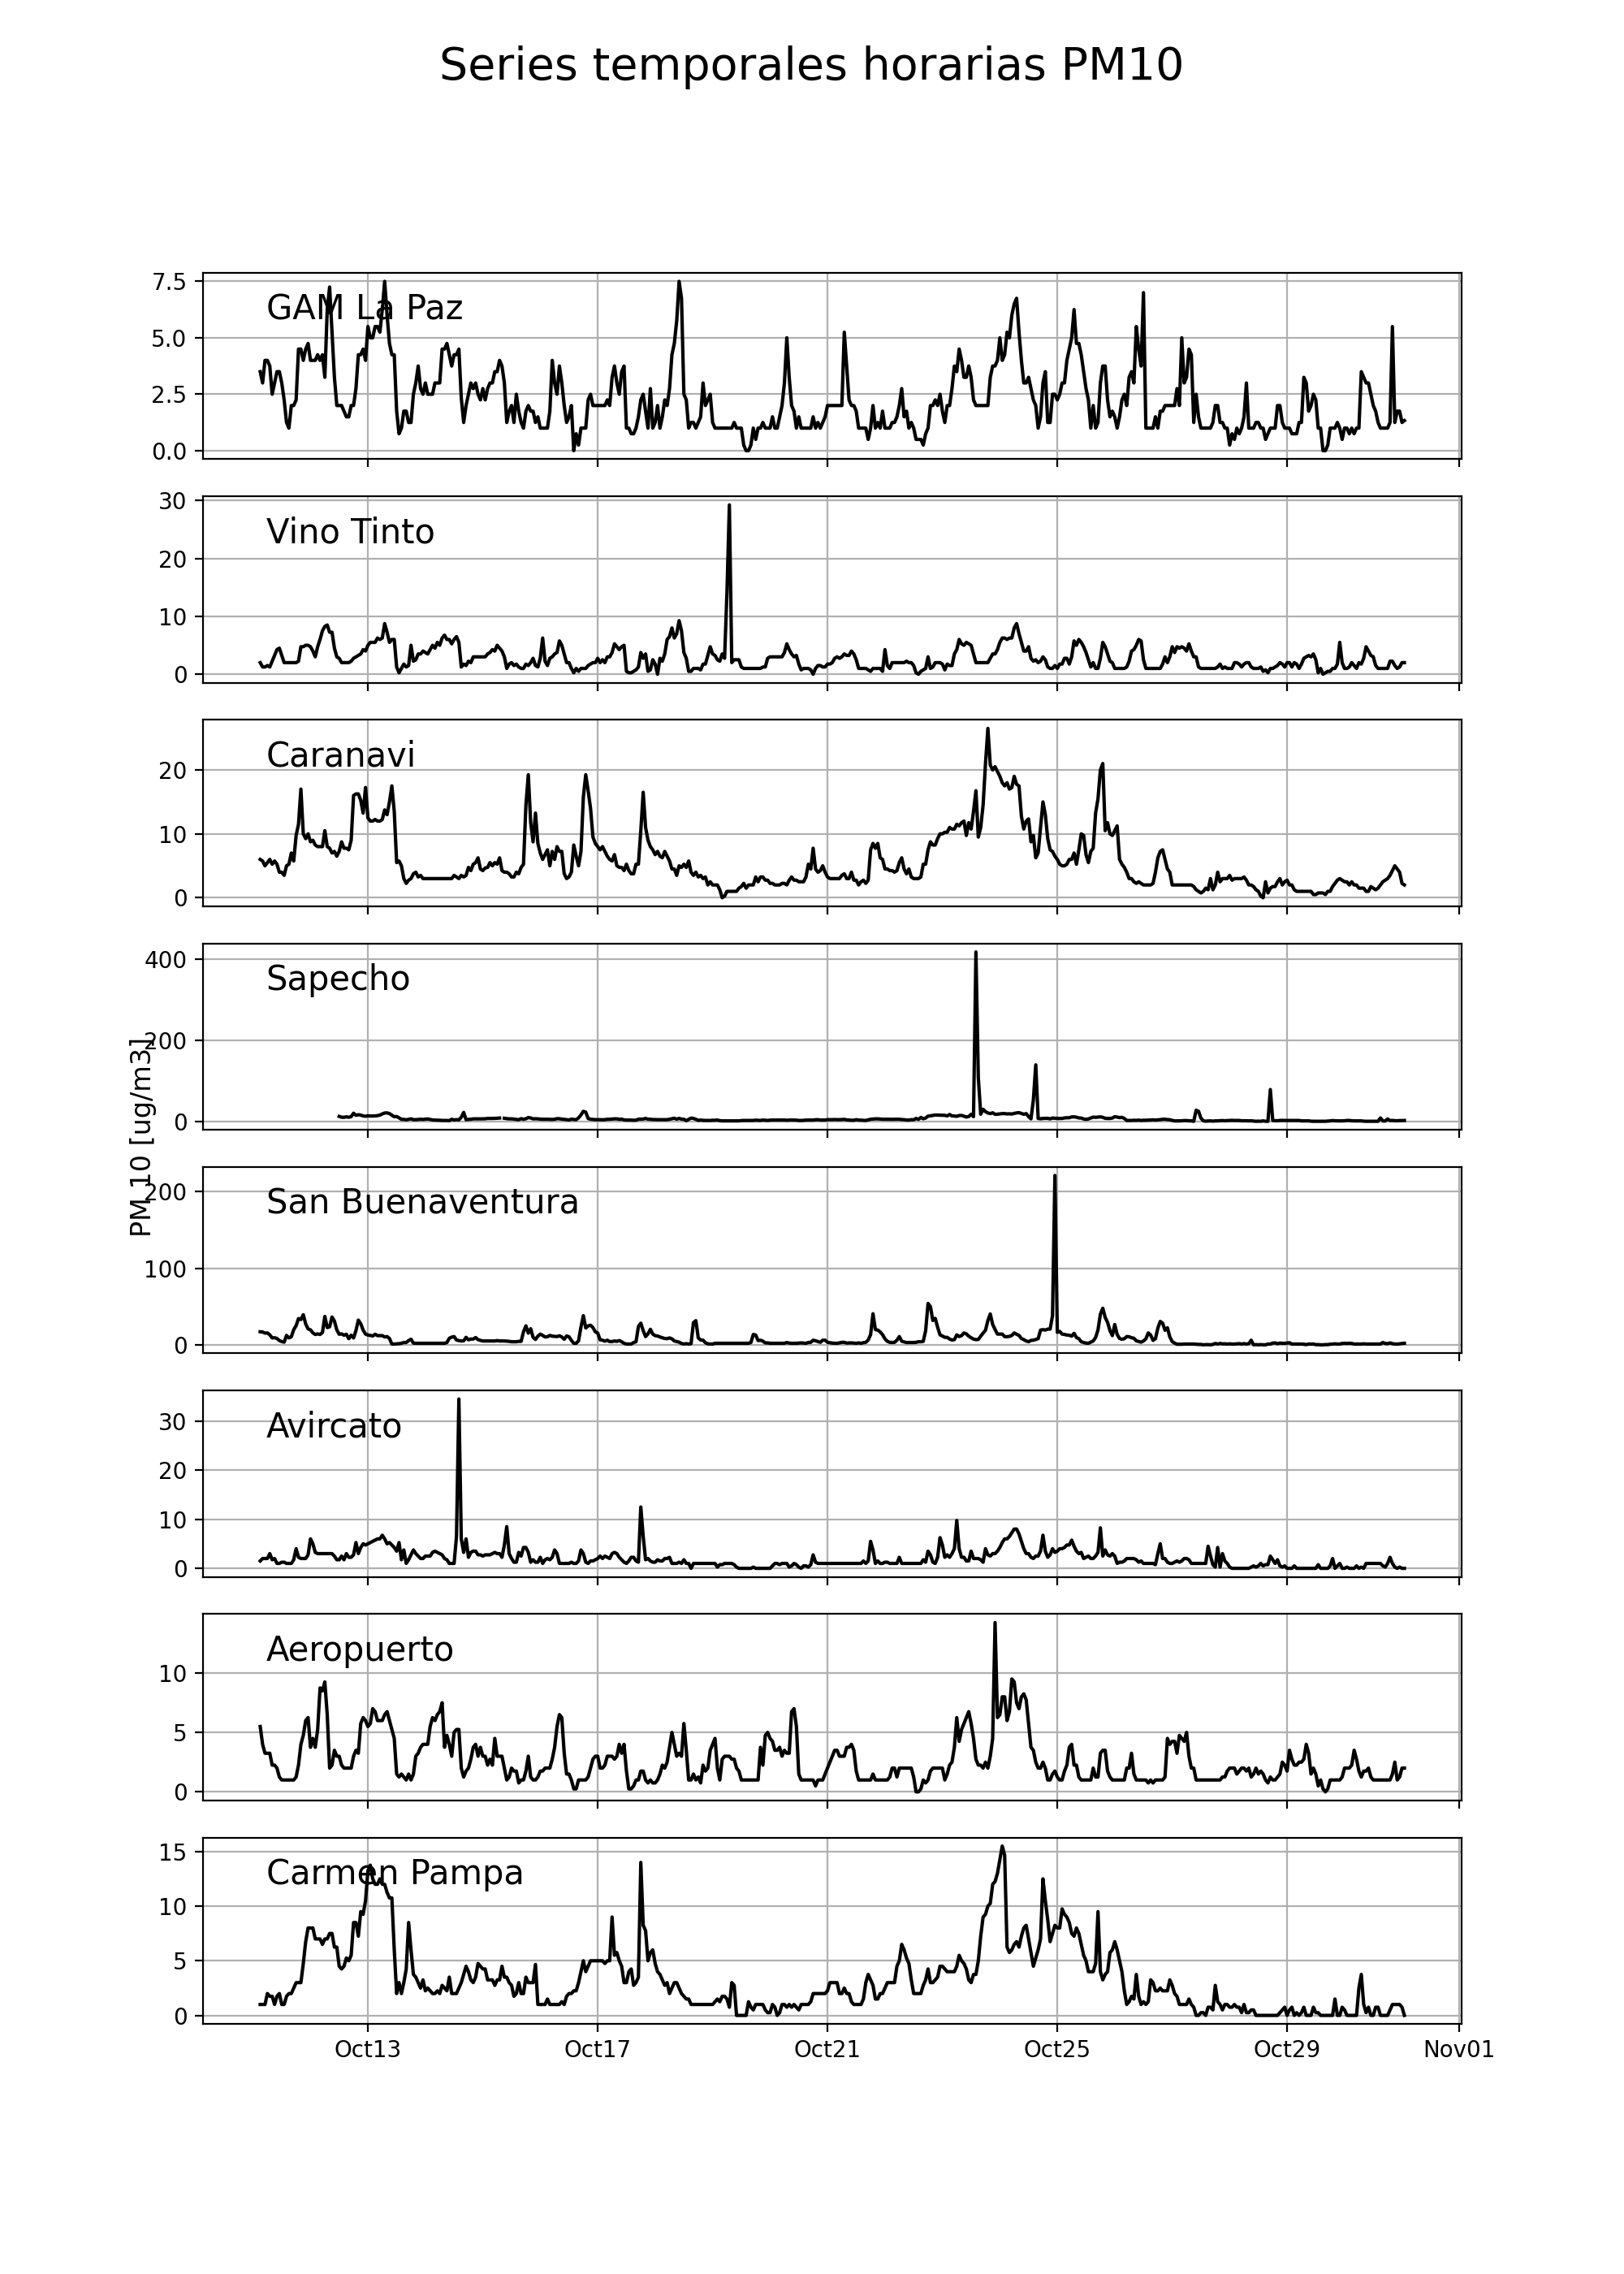 Series temporales horarias PM10
GAM La Paz
7.5
5.0
2.5
0.0
Vino Tinto
30
20
10
0
Caranavi
20
10
0
Sapecho
400
200
0
PM 10 [ug/m3]
San Buenaventura
200
100
0
Avircato
30
20
10
0
Aeropuerto
10
5
0
Carmen Pampa
15
10
5
0
Oct13 Oct17 Oct21 Oct25 Oct29 Nov01